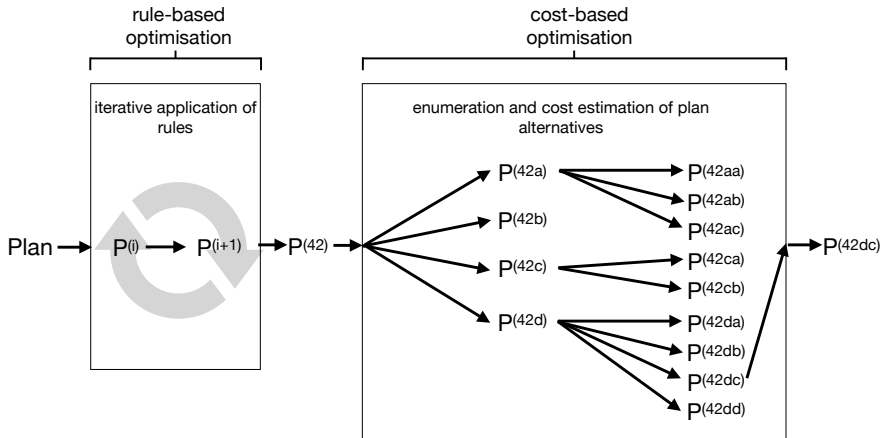 rule-based
optimisation
cost-based
optimisation
iterative application of
rules
enumeration and cost estimation of plan
alternatives
Plan
P(i)
P(i+1)
P(42)
P(42a)
P(42b)
P(42c)
P(42d)
P(42aa)
P(42ab)
P(42ac)
P(42ca)
P(42cb)
P(42da)
P(42db)
P(42dc)
P(42dd)
P(42dc)